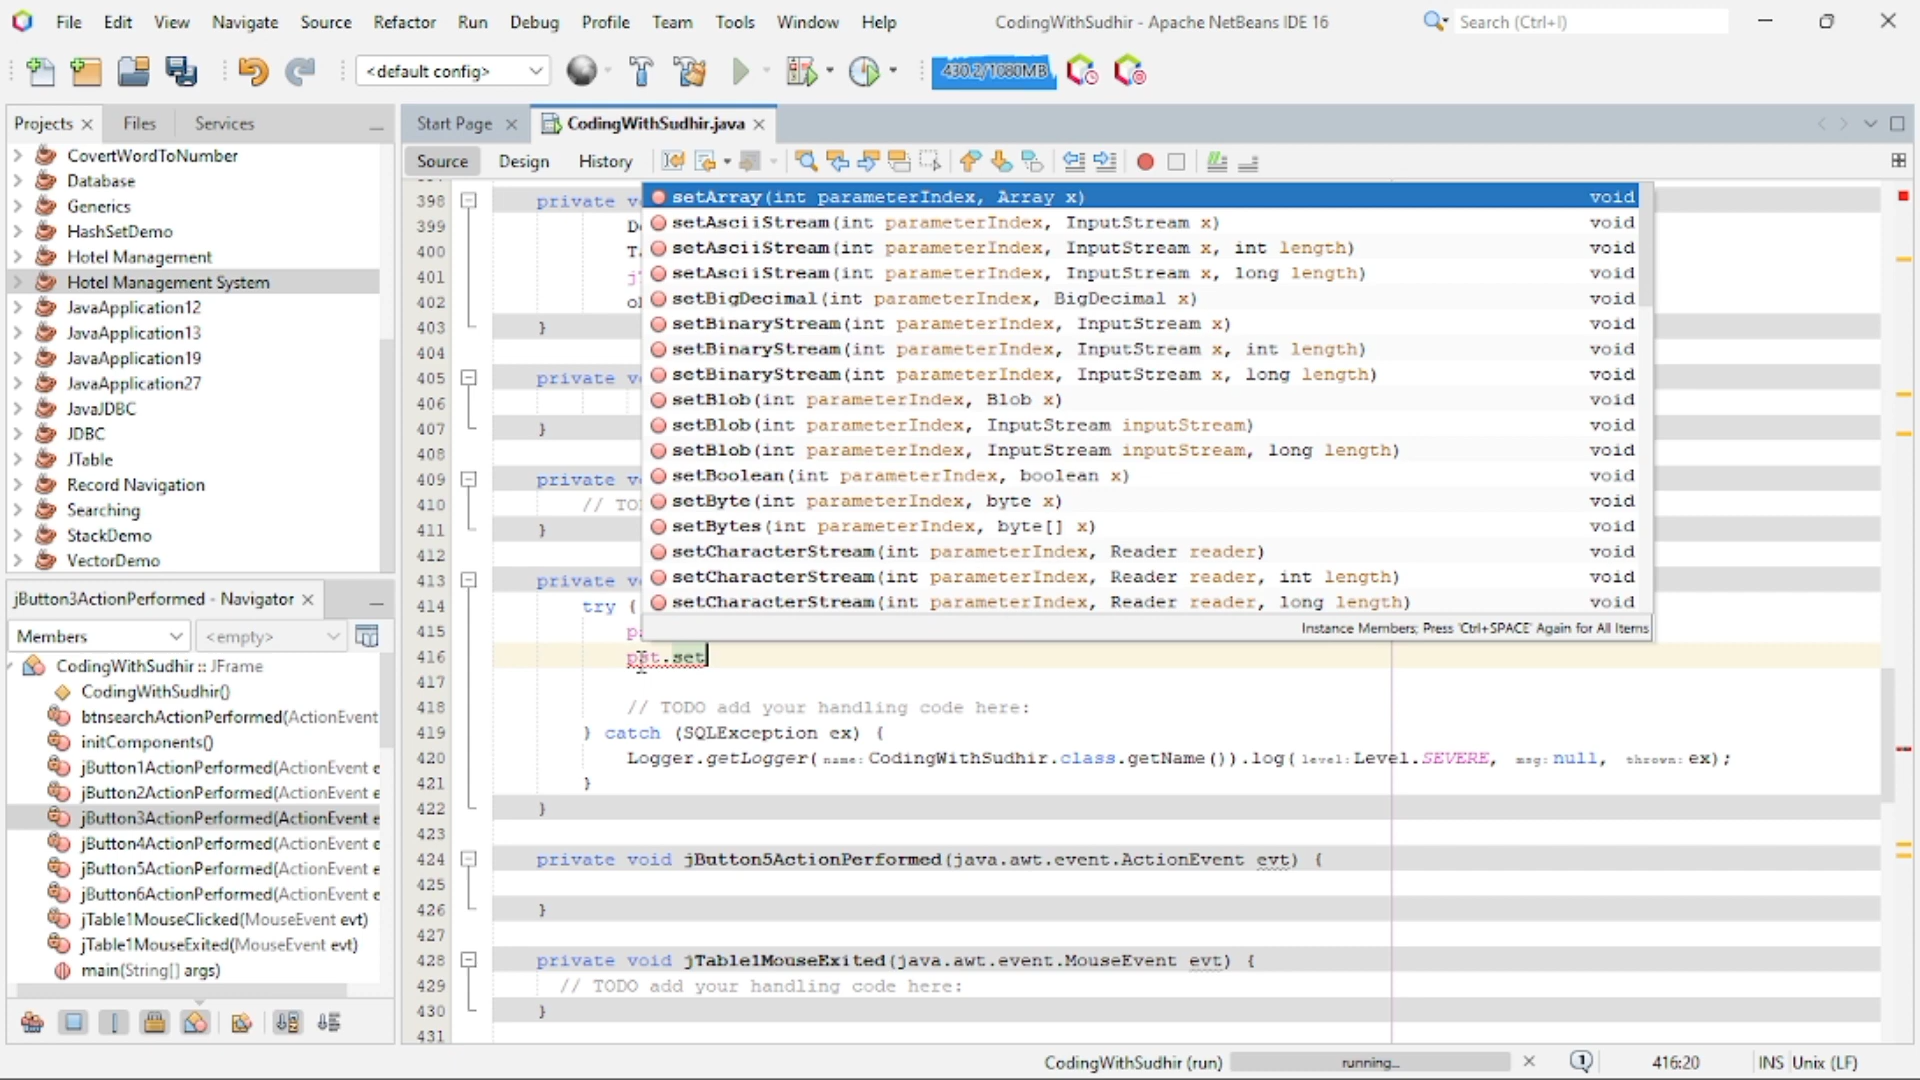 File Edit View Navigate Source Refactor Run Debug Profile Team Tools Window Help CodingWithSudhir - Apache NetBeans IDE 16 Search (Ctrl+I)
<default config> 430.2/1080MB
Projects Files Services Start Page CodingWithSudhir.java
Source Design History
CovertWordToNumber
Database
Generics
HashSetDemo
Hotel Management
Hotel Management System
JavaApplication12
JavaApplication13
JavaApplication19
JavaApplication27
JavaJDBC
JDBC
JTable
Record Navigation
Searching
StackDemo
VectorDemo
jButton3ActionPerformed - Navigator
Members <empty>
CodingWithSudhir :: JFrame
CodingWithSudhir()
btnsearchActionPerformed(ActionEvent
initComponents()
jButton1ActionPerformed(ActionEvent e
jButton2ActionPerformed(ActionEvent e
jButton3ActionPerformed(ActionEvent e
jButton4ActionPerformed(ActionEvent e
jButton5ActionPerformed(ActionEvent e
jButton6ActionPerformed(ActionEvent e
jTable1MouseClicked(MouseEvent evt)
jTable1MouseExited(MouseEvent evt)
main(String[] args)
398 private v
399
400
401
402
403 }
404
405 private v
406
407 }
408
409 private v
410 // TO
411 }
412
413 private v
414 try {
415
416 pst.set
417
418 // TODO add your handling code here:
419 } catch (SQLException ex) {
420 Logger.getLogger(name: CodingWithSudhir.class.getName()).log(level: Level.SEVERE, msg: null, thrown: ex);
421 }
422 }
423
424 private void jButton5ActionPerformed(java.awt.event.ActionEvent evt) {
425
426 }
427
428 private void jTable1MouseExited(java.awt.event.MouseEvent evt) {
429 // TODO add your handling code here:
430 }
431
setArray(int parameterIndex, Array x) void
setAsciiStream(int parameterIndex, InputStream x) void
setAsciiStream(int parameterIndex, InputStream x, int length) void
setAsciiStream(int parameterIndex, InputStream x, long length) void
setBigDecimal(int parameterIndex, BigDecimal x) void
setBinaryStream(int parameterIndex, InputStream x) void
setBinaryStream(int parameterIndex, InputStream x, int length) void
setBinaryStream(int parameterIndex, InputStream x, long length) void
setBlob(int parameterIndex, Blob x) void
setBlob(int parameterIndex, InputStream inputStream) void
setBlob(int parameterIndex, InputStream inputStream, long length) void
setBoolean(int parameterIndex, boolean x) void
setByte(int parameterIndex, byte x) void
setBytes(int parameterIndex, byte[] x) void
setCharacterStream(int parameterIndex, Reader reader) void
setCharacterStream(int parameterIndex, Reader reader, int length) void
setCharacterStream(int parameterIndex, Reader reader, long length) void
Instance Members; Press 'Ctrl+SPACE' Again for All Items
CodingWithSudhir (run) running... 1 416:20 INS Unix (LF)